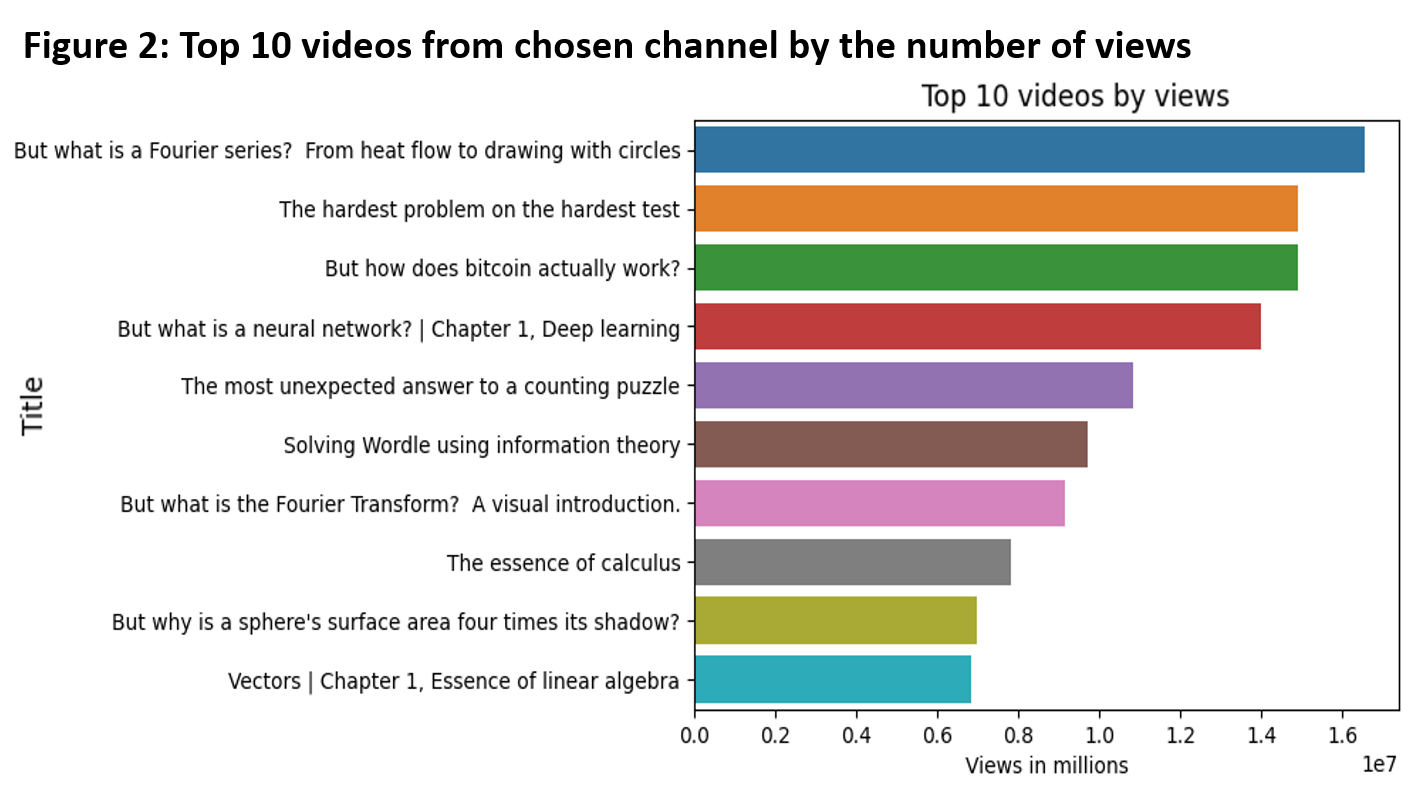 Figure 2: Top 10 videos from chosen channel by the number of views
Top 10 videos by views
But what is a Fourier series?  From heat flow to drawing with circles
The hardest problem on the hardest test
But how does bitcoin actually work?
But what is a neural network? | Chapter 1, Deep learning
The most unexpected answer to a counting puzzle
Solving Wordle using information theory
But what is the Fourier Transform?  A visual introduction.
The essence of calculus
But why is a sphere's surface area four times its shadow?
Vectors | Chapter 1, Essence of linear algebra
Title
0.0 0.2 0.4 0.6 0.8 1.0 1.2 1.4 1.6
Views in millions
1e7